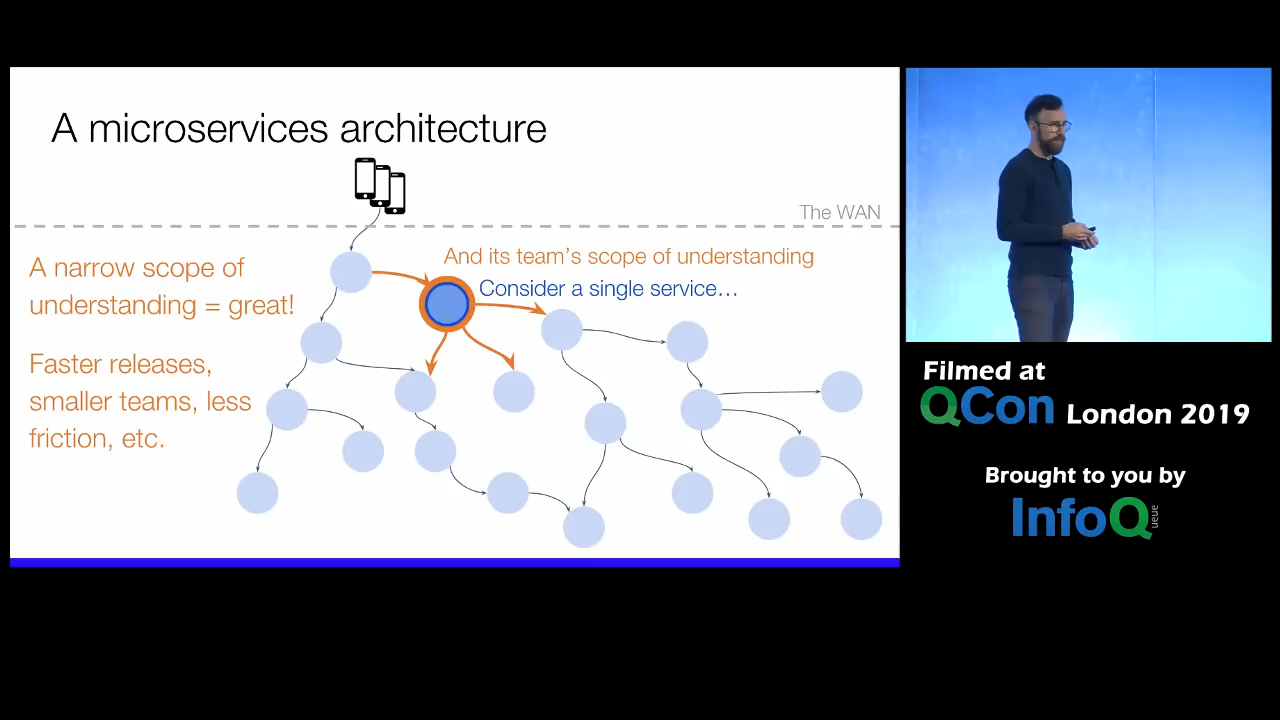 A microservices architecture
The WAN
A narrow scope of
understanding = great!
And its team's scope of understanding
Consider a single service…
Faster releases,
smaller teams, less
friction, etc.
Filmed at
QCon London 2019
Brought to you by
InfoQ
ueue